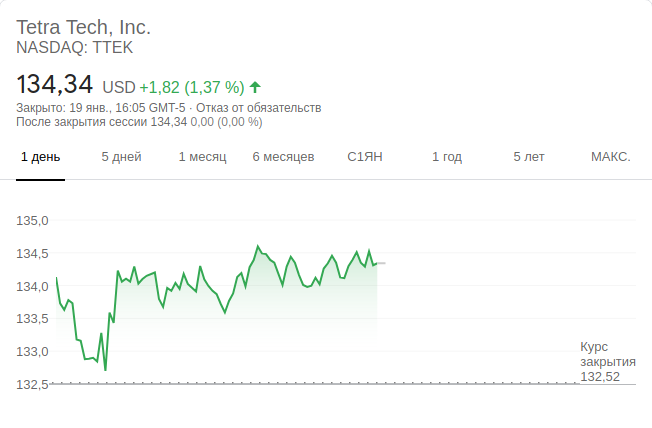 Tetra Tech, Inc.
NASDAQ: TTEK
134,34 USD +1,82 (1,37 %)
Закрыто: 19 янв., 16:05 GMT-5 · Отказ от обязательств
После закрытия сессии 134,34 0,00 (0,00 %)
1 день 5 дней 1 месяц 6 месяцев С1ЯН 1 год 5 лет МАКС.
135,0
134,5
134,0
133,5
133,0
132,5
Курс
закрытия
132,52